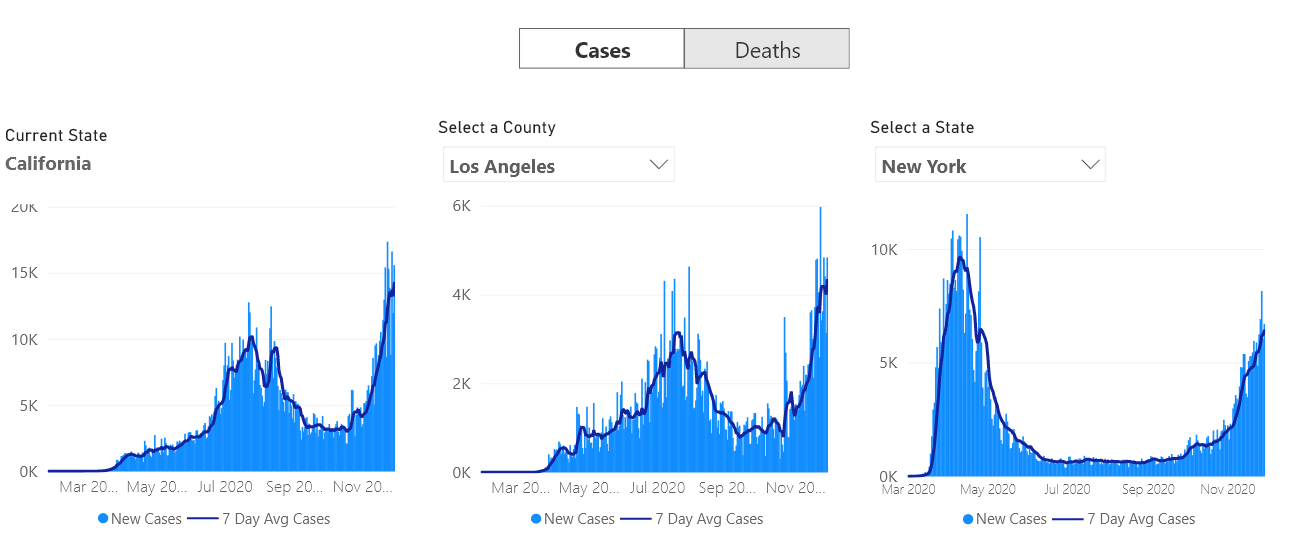 Cases Deaths
Current State
California
20K
15K
10K
5K
0K
Mar 20... May 20... Jul 2020 Sep 20... Nov 20...
New Cases 7 Day Avg Cases
Select a County
Los Angeles
6K
4K
2K
0K
Mar 20... May 20... Jul 2020 Sep 20... Nov 20...
New Cases 7 Day Avg Cases
Select a State
New York
10K
5K
0K
Mar 2020 May 2020 Jul 2020 Sep 2020 Nov 2020
New Cases 7 Day Avg Cases